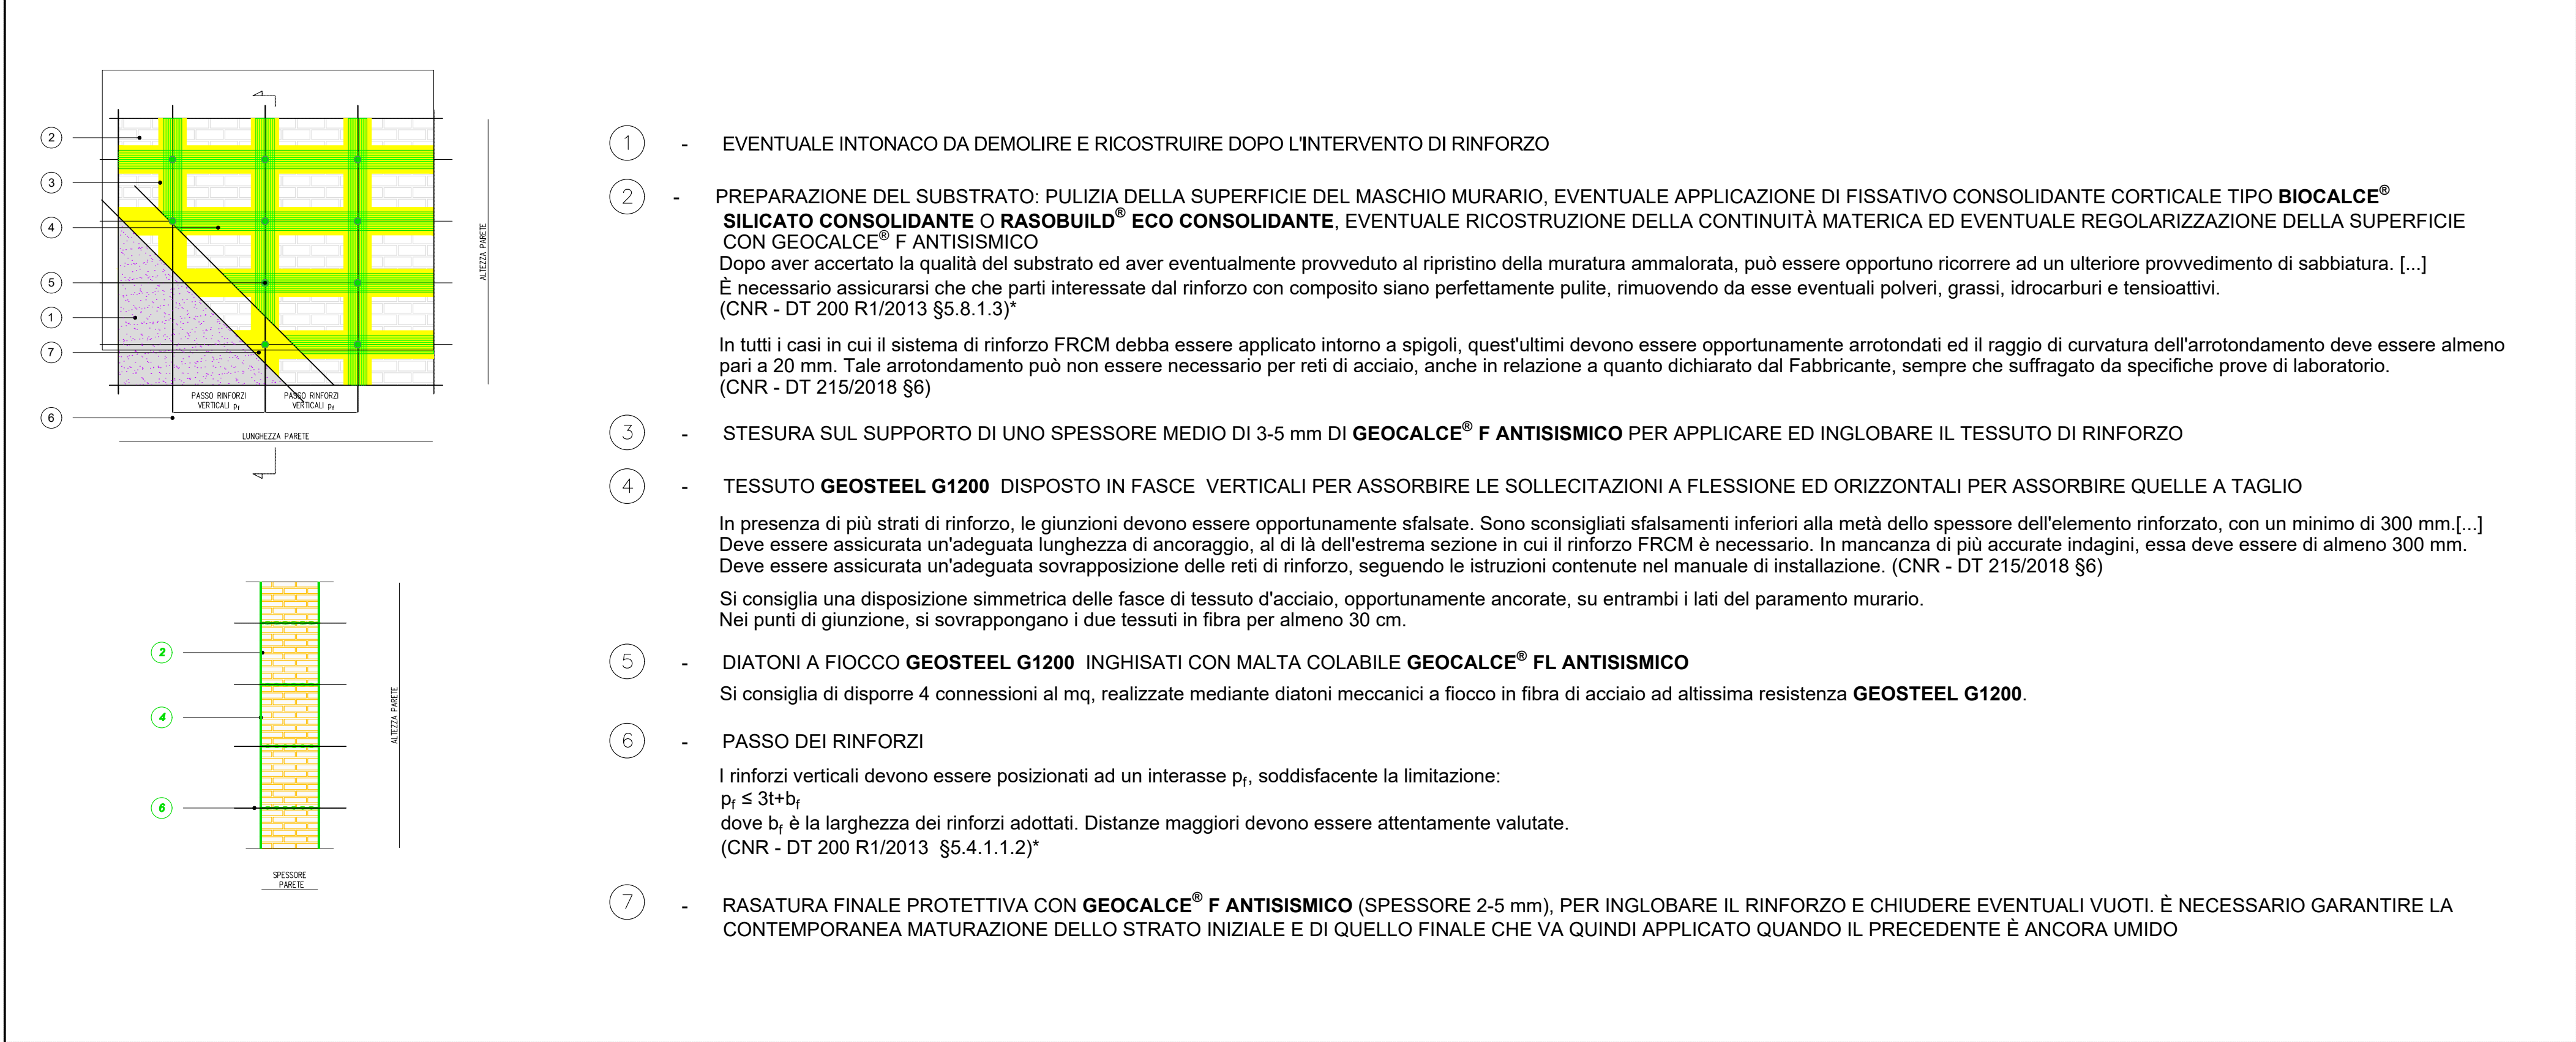 2
3
4
5
1
7
6
ALTEZZA PARETE
PASSO RINFORZI
VERTICALI pf
PASSO RINFORZI
VERTICALI pf
LUNGHEZZA PARETE
2
4
6
ALTEZZA PARETE
SPESSORE
PARETE
1 - EVENTUALE INTONACO DA DEMOLIRE E RICOSTRUIRE DOPO L'INTERVENTO DI RINFORZO
2 - PREPARAZIONE DEL SUBSTRATO: PULIZIA DELLA SUPERFICIE DEL MASCHIO MURARIO, EVENTUALE APPLICAZIONE DI FISSATIVO CONSOLIDANTE CORTICALE TIPO BIOCALCE®
SILICATO CONSOLIDANTE O RASOBUILD® ECO CONSOLIDANTE, EVENTUALE RICOSTRUZIONE DELLA CONTINUITÀ MATERICA ED EVENTUALE REGOLARIZZAZIONE DELLA SUPERFICIE
CON GEOCALCE® F ANTISISMICO
Dopo aver accertato la qualità del substrato ed aver eventualmente provveduto al ripristino della muratura ammalorata, può essere opportuno ricorrere ad un ulteriore provvedimento di sabbiatura. [...]
È necessario assicurarsi che che parti interessate dal rinforzo con composito siano perfettamente pulite, rimuovendo da esse eventuali polveri, grassi, idrocarburi e tensioattivi.
(CNR - DT 200 R1/2013 §5.8.1.3)*
In tutti i casi in cui il sistema di rinforzo FRCM debba essere applicato intorno a spigoli, quest'ultimi devono essere opportunamente arrotondati ed il raggio di curvatura dell'arrotondamento deve essere almeno
pari a 20 mm. Tale arrotondamento può non essere necessario per reti di acciaio, anche in relazione a quanto dichiarato dal Fabbricante, sempre che suffragato da specifiche prove di laboratorio.
(CNR - DT 215/2018 §6)
3 - STESURA SUL SUPPORTO DI UNO SPESSORE MEDIO DI 3-5 mm DI GEOCALCE® F ANTISISMICO PER APPLICARE ED INGLOBARE IL TESSUTO DI RINFORZO
4 - TESSUTO GEOSTEEL G1200 DISPOSTO IN FASCE VERTICALI PER ASSORBIRE LE SOLLECITAZIONI A FLESSIONE ED ORIZZONTALI PER ASSORBIRE QUELLE A TAGLIO
In presenza di più strati di rinforzo, le giunzioni devono essere opportunamente sfalsate. Sono sconsigliati sfalsamenti inferiori alla metà dello spessore dell'elemento rinforzato, con un minimo di 300 mm.[...]
Deve essere assicurata un'adeguata lunghezza di ancoraggio, al di là dell'estrema sezione in cui il rinforzo FRCM è necessario. In mancanza di più accurate indagini, essa deve essere di almeno 300 mm.
Deve essere assicurata un'adeguata sovrapposizione delle reti di rinforzo, seguendo le istruzioni contenute nel manuale di installazione. (CNR - DT 215/2018 §6)
Si consiglia una disposizione simmetrica delle fasce di tessuto d'acciaio, opportunamente ancorate, su entrambi i lati del paramento murario.
Nei punti di giunzione, si sovrappongano i due tessuti in fibra per almeno 30 cm.
5 - DIATONI A FIOCCO GEOSTEEL G1200 INGHISATI CON MALTA COLABILE GEOCALCE® FL ANTISISMICO
Si consiglia di disporre 4 connessioni al mq, realizzate mediante diatoni meccanici a fiocco in fibra di acciaio ad altissima resistenza GEOSTEEL G1200.
6 - PASSO DEI RINFORZI
I rinforzi verticali devono essere posizionati ad un interasse pf, soddisfacente la limitazione:
pf ≤ 3t+bf
dove bf è la larghezza dei rinforzi adottati. Distanze maggiori devono essere attentamente valutate.
(CNR - DT 200 R1/2013 §5.4.1.1.2)*
7 - RASATURA FINALE PROTETTIVA CON GEOCALCE® F ANTISISMICO (SPESSORE 2-5 mm), PER INGLOBARE IL RINFORZO E CHIUDERE EVENTUALI VUOTI. È NECESSARIO GARANTIRE LA
CONTEMPORANEA MATURAZIONE DELLO STRATO INIZIALE E DI QUELLO FINALE CHE VA QUINDI APPLICATO QUANDO IL PRECEDENTE È ANCORA UMIDO